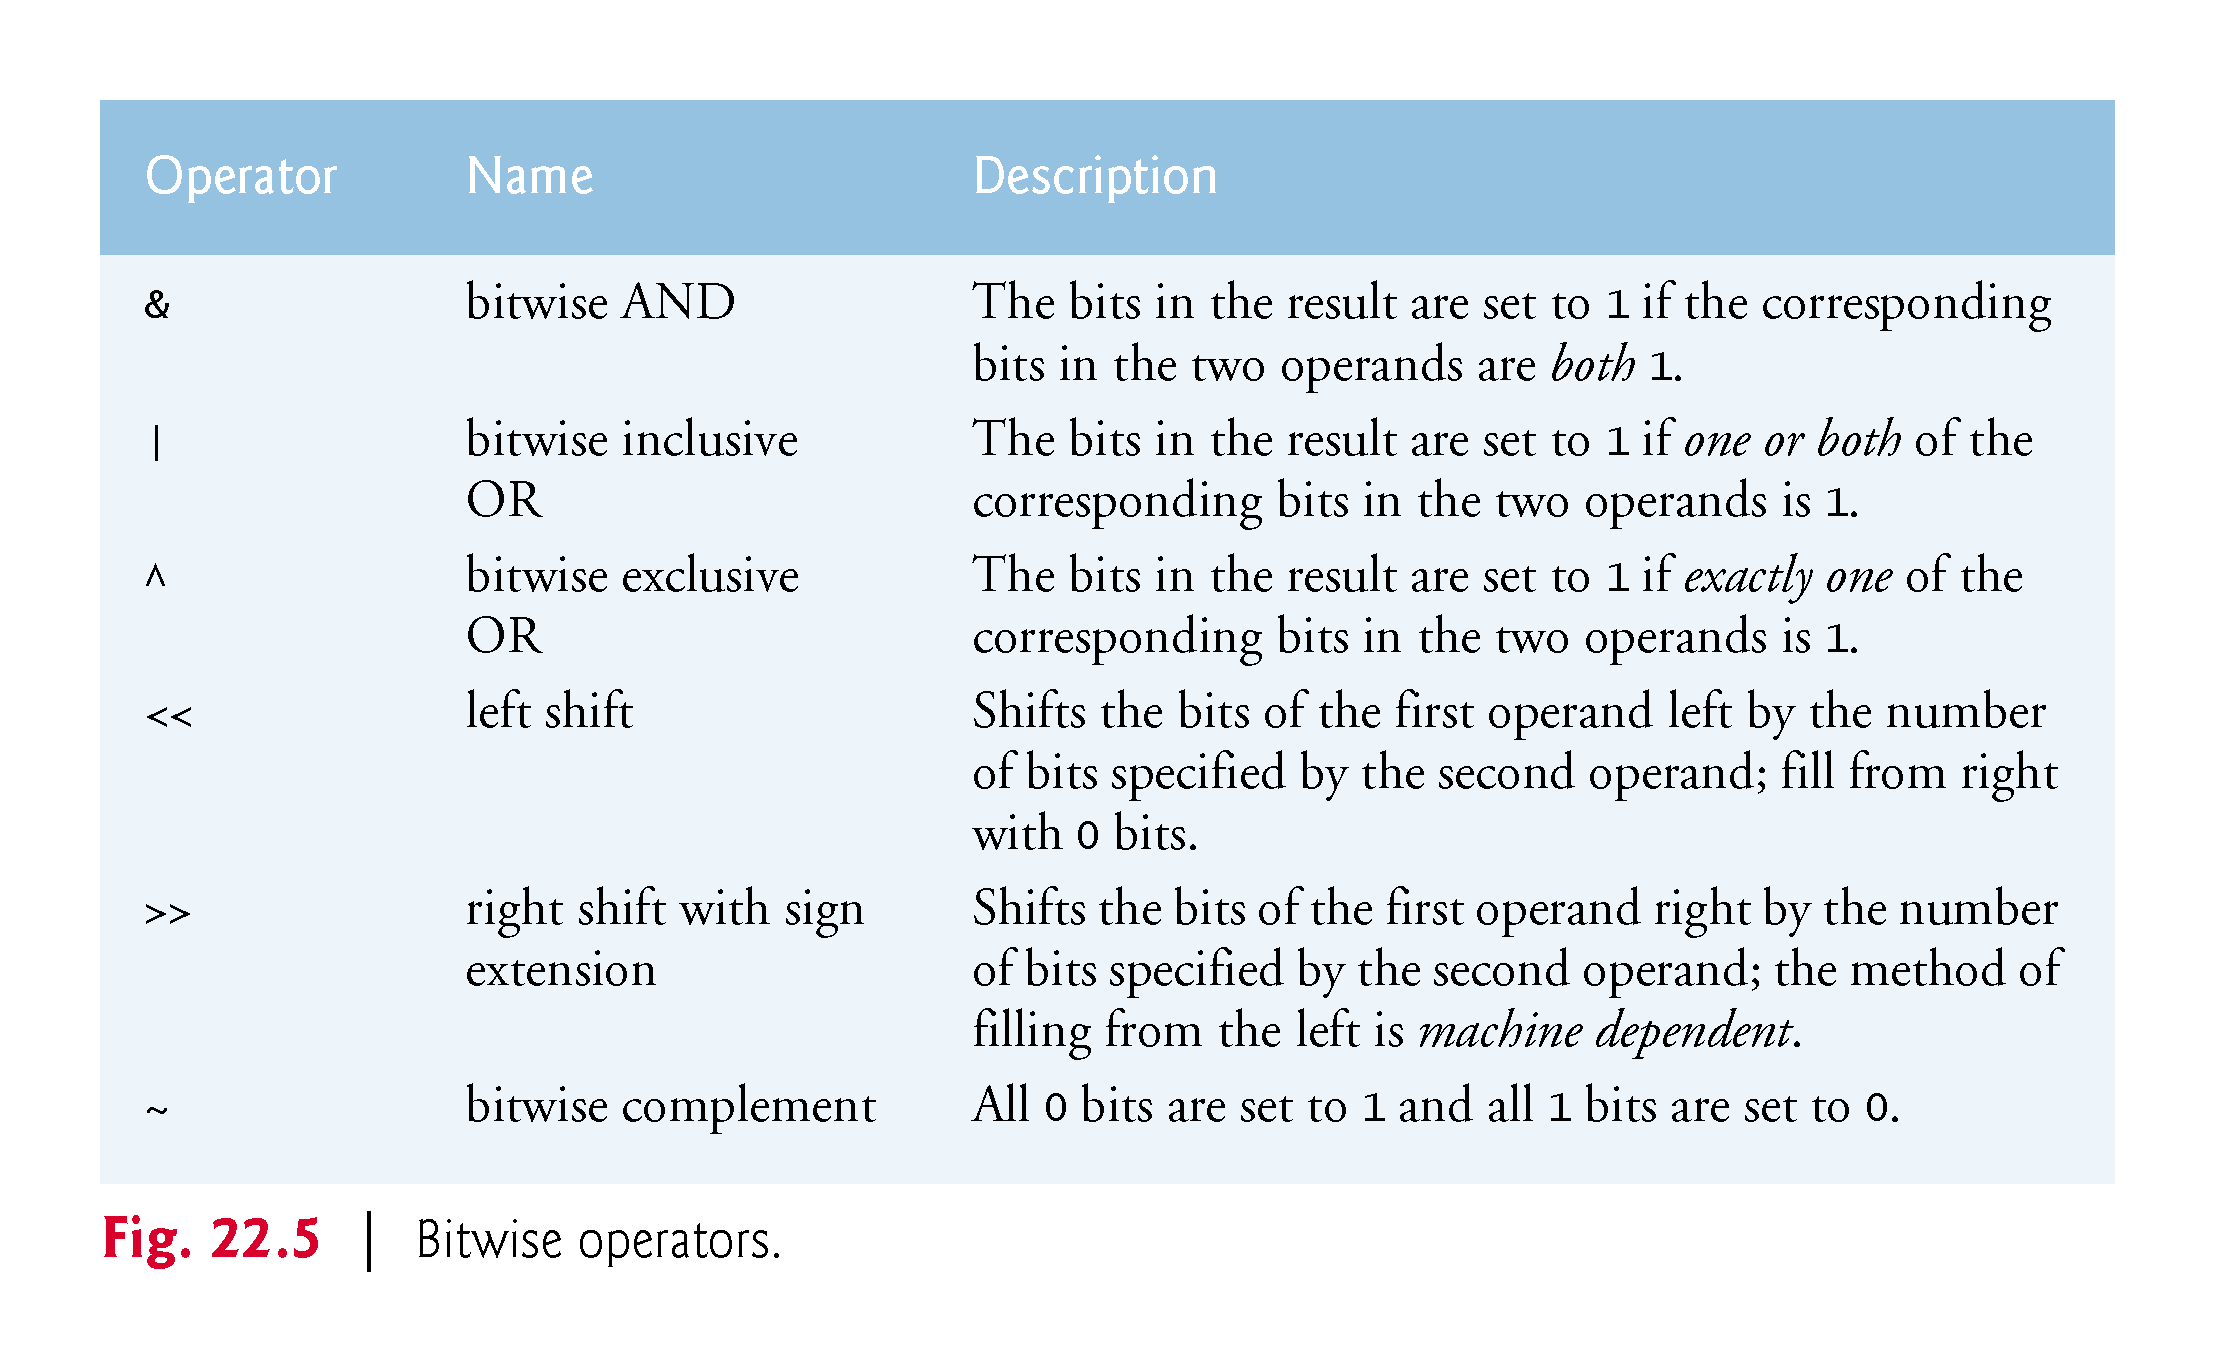 Operator Name Description
& bitwise AND The bits in the result are set to 1 if the corresponding
bits in the two operands are both 1.
| bitwise inclusive The bits in the result are set to 1 if one or both of the
OR corresponding bits in the two operands is 1.
^ bitwise exclusive The bits in the result are set to 1 if exactly one of the
OR corresponding bits in the two operands is 1.
<< left shift Shifts the bits of the first operand left by the number
of bits specified by the second operand; fill from right
with 0 bits.
>> right shift with sign Shifts the bits of the first operand right by the number
extension of bits specified by the second operand; the method of
filling from the left is machine dependent.
~ bitwise complement All 0 bits are set to 1 and all 1 bits are set to 0.
Fig. 22.5 | Bitwise operators.